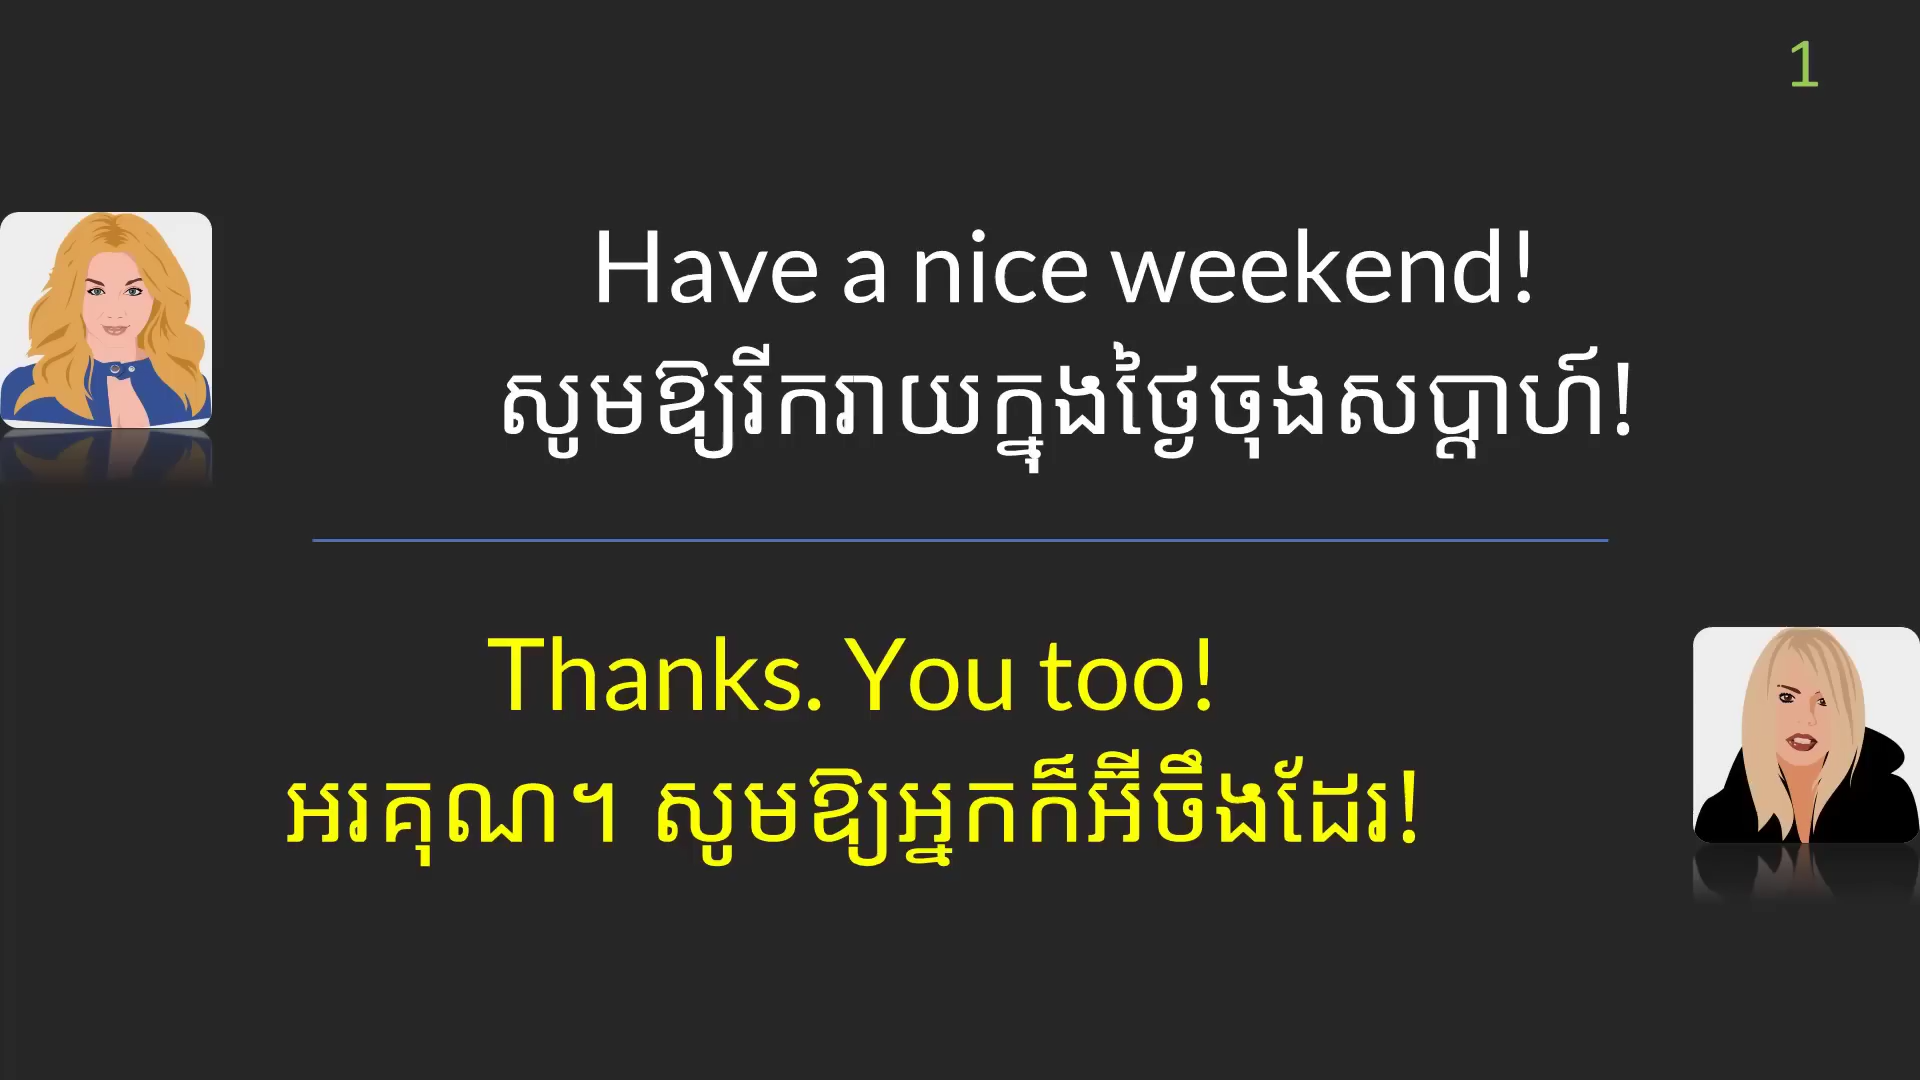 1
Have a nice weekend!
សូមឱ្យរីករាយក្នុងថ្ងៃចុងសប្តាហ៍!
Thanks. You too!
អរគុណ។ សូមឱ្យអ្នកក៏អ៊ីចឹងដែរ!